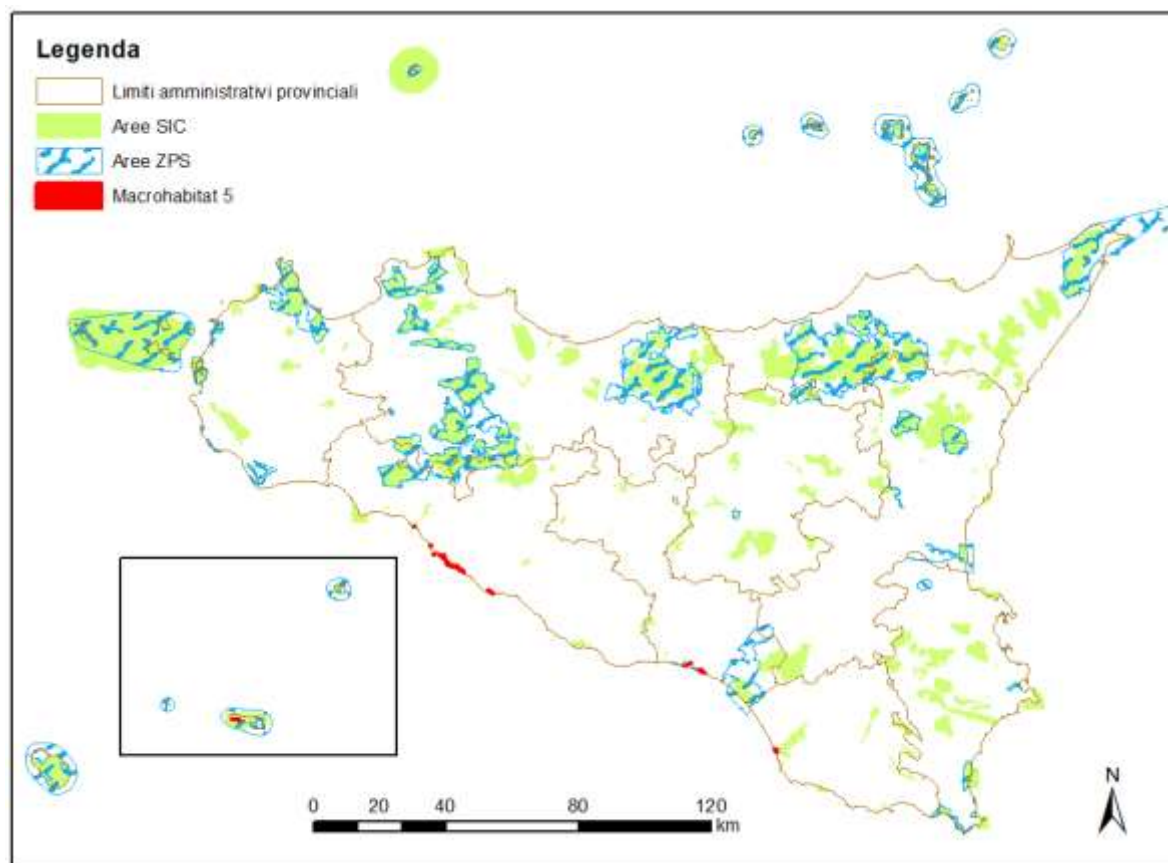 Legenda
Limiti amministrativi provinciali
Aree SIC
Aree ZPS
Macrohabitat 5
0 20 40 80 120
km
N